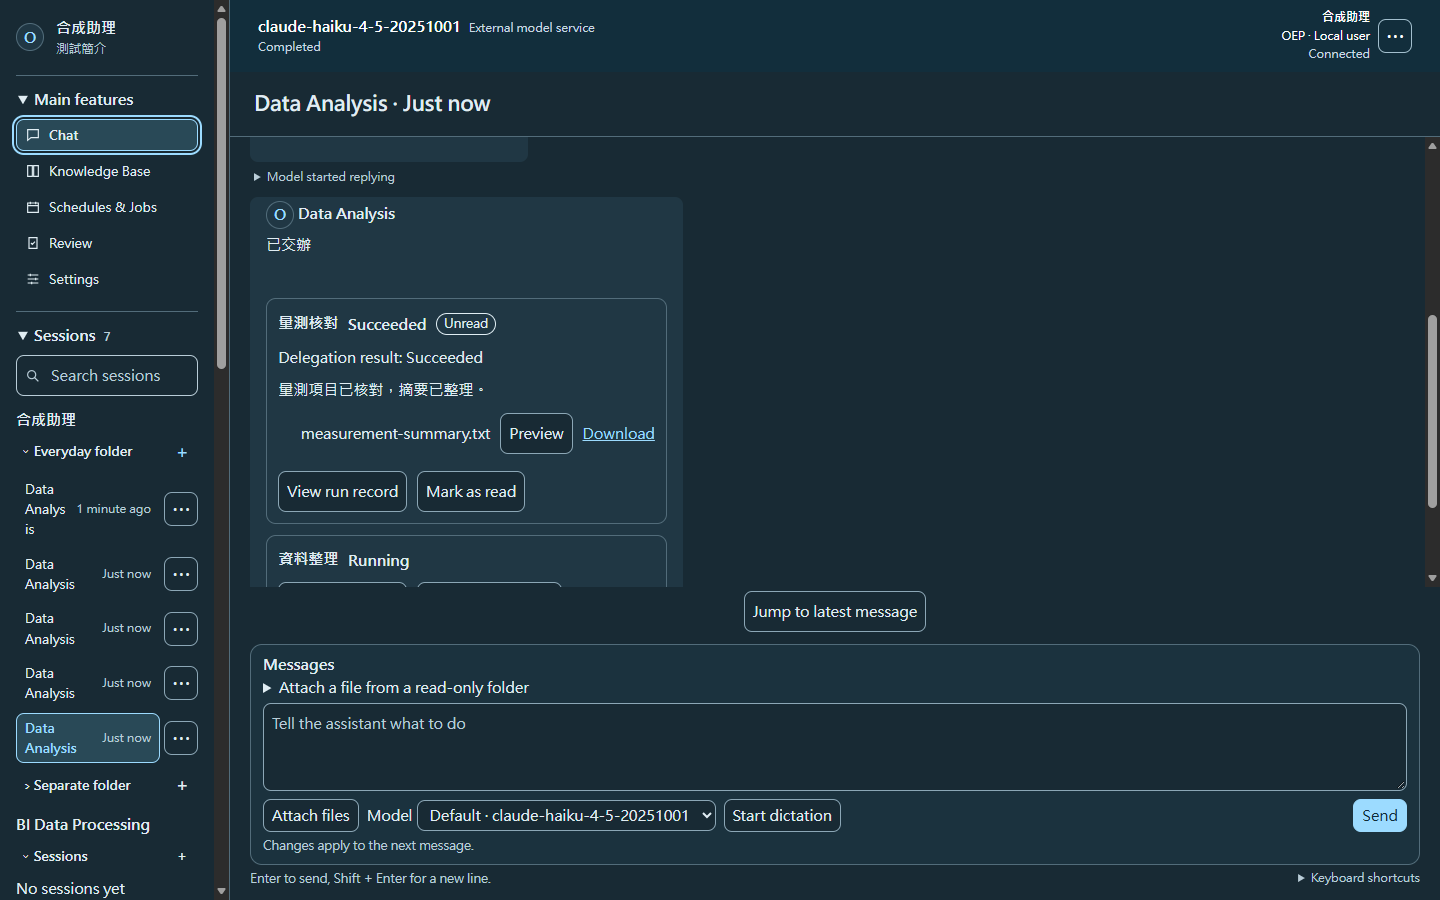 O 合成助理
測試簡介
▼ Main features
Chat
Knowledge Base
Schedules & Jobs
Review
Settings
▼ Sessions 7
Search sessions
合成助理
Everyday folder +
Data Analysis 1 minute ago ...
Data Analysis Just now ...
Data Analysis Just now ...
Data Analysis Just now ...
Data Analysis Just now ...
Separate folder +
BI Data Processing
Sessions +
No sessions yet
claude-haiku-4-5-20251001 External model service
Completed
合成助理
OEP · Local user
Connected
...
Data Analysis · Just now
Model started replying
O Data Analysis
已交辦
量測核對 Succeeded Unread
Delegation result: Succeeded
量測項目已核對，摘要已整理。
measurement-summary.txt Preview Download
View run record Mark as read
資料整理 Running
Jump to latest message
Messages
Attach a file from a read-only folder
Tell the assistant what to do
Attach files Model Default · claude-haiku-4-5-20251001 Start dictation Send
Changes apply to the next message.
Enter to send, Shift + Enter for a new line.
Keyboard shortcuts